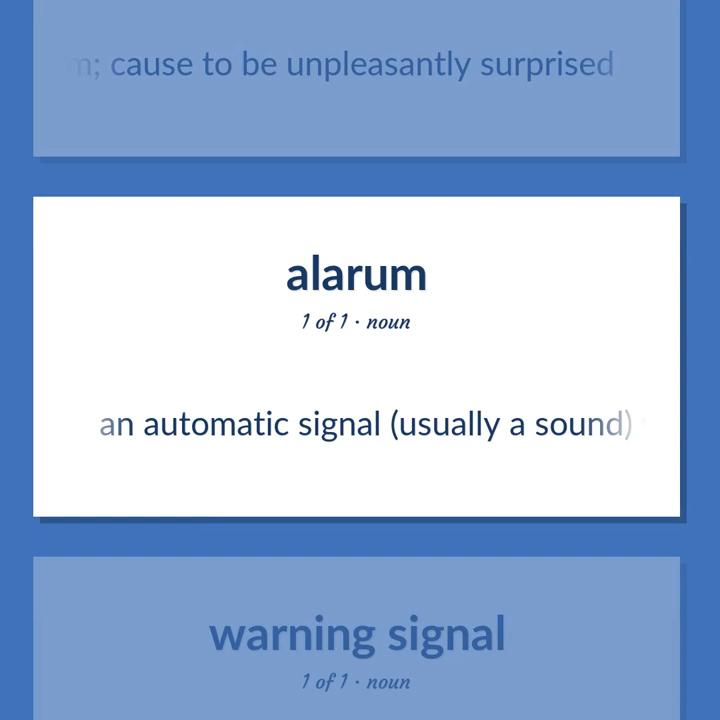 m; cause to be unpleasantly surprised
alarum
1 of 1 · noun
an automatic signal (usually a sound)
warning signal
1 of 1 · noun